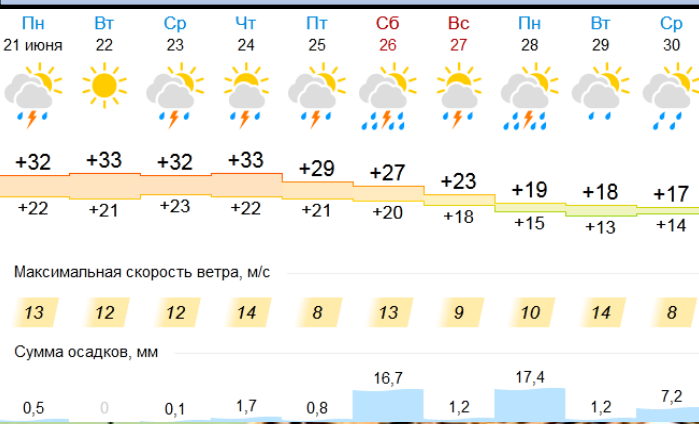 Пн Вт Ср Чт Пт Сб Вс Пн Вт Ср
21 июня 22 23 24 25 26 27 28 29 30
+32 +33 +32 +33 +29 +27 +23 +19 +18 +17
+22 +21 +23 +22 +21 +20 +18 +15 +13 +14
Максимальная скорость ветра, м/с
13 12 12 14 8 13 9 10 14 8
Сумма осадков, мм
0,5 0 0,1 1,7 0,8 16,7 1,2 17,4 1,2 7,2